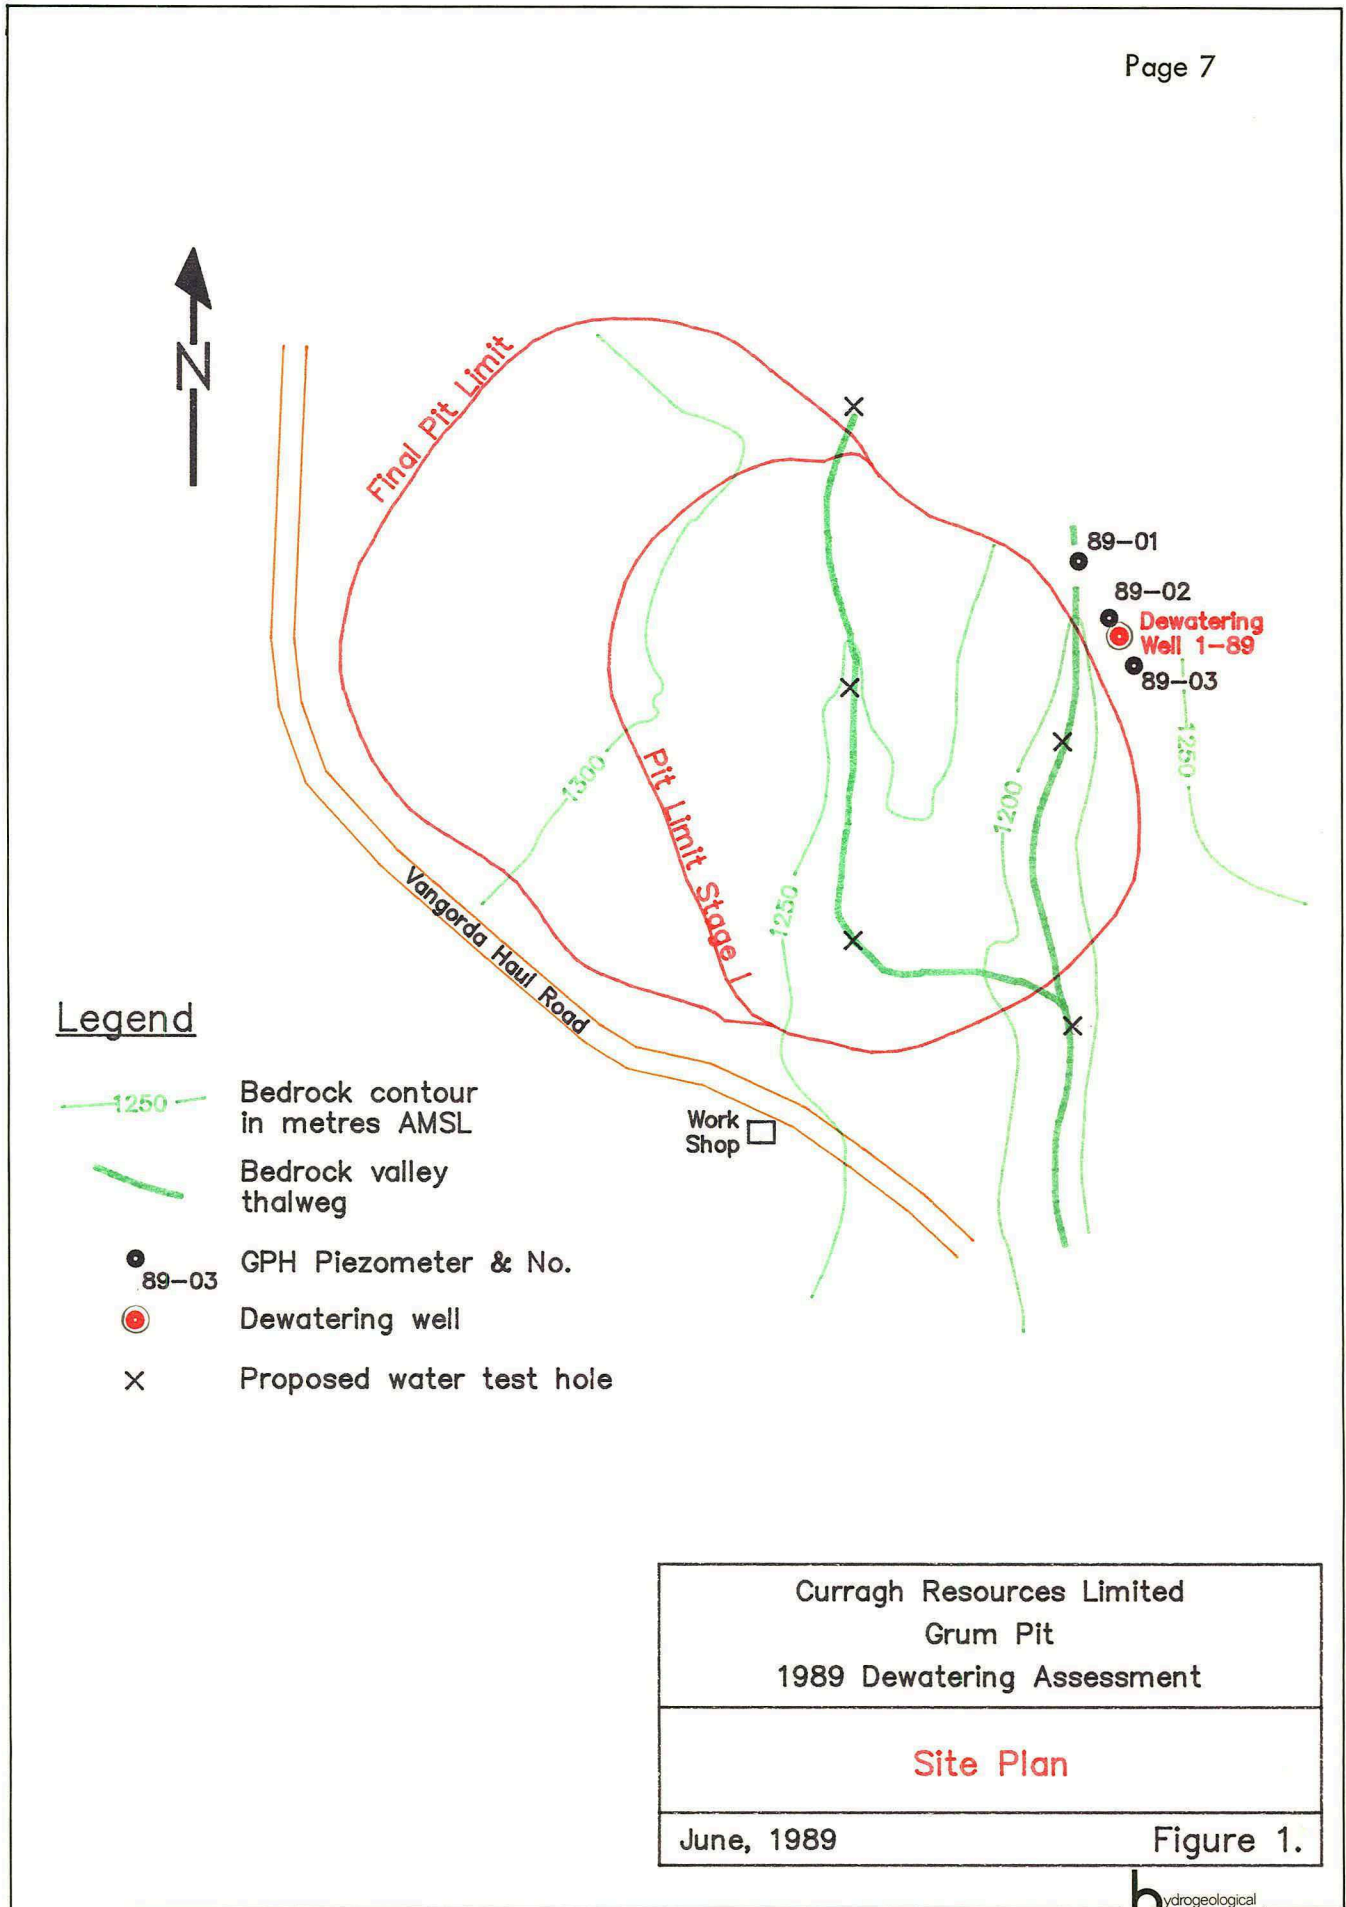 Page 7
N
Final Pit Limit
89-01
89-02
Dewatering
Well 1-89
89-03
1250
1300
1200
Pit Limit Stage I
1250
Vangorda Haul Road
Work
Shop
Legend
1250
Bedrock contour
in metres AMSL
Bedrock valley
thalweg
89-03
GPH Piezometer & No.
Dewatering well
Proposed water test hole
Curragh Resources Limited
Grum Pit
1989 Dewatering Assessment
Site Plan
June, 1989
Figure 1.
hydrogeological